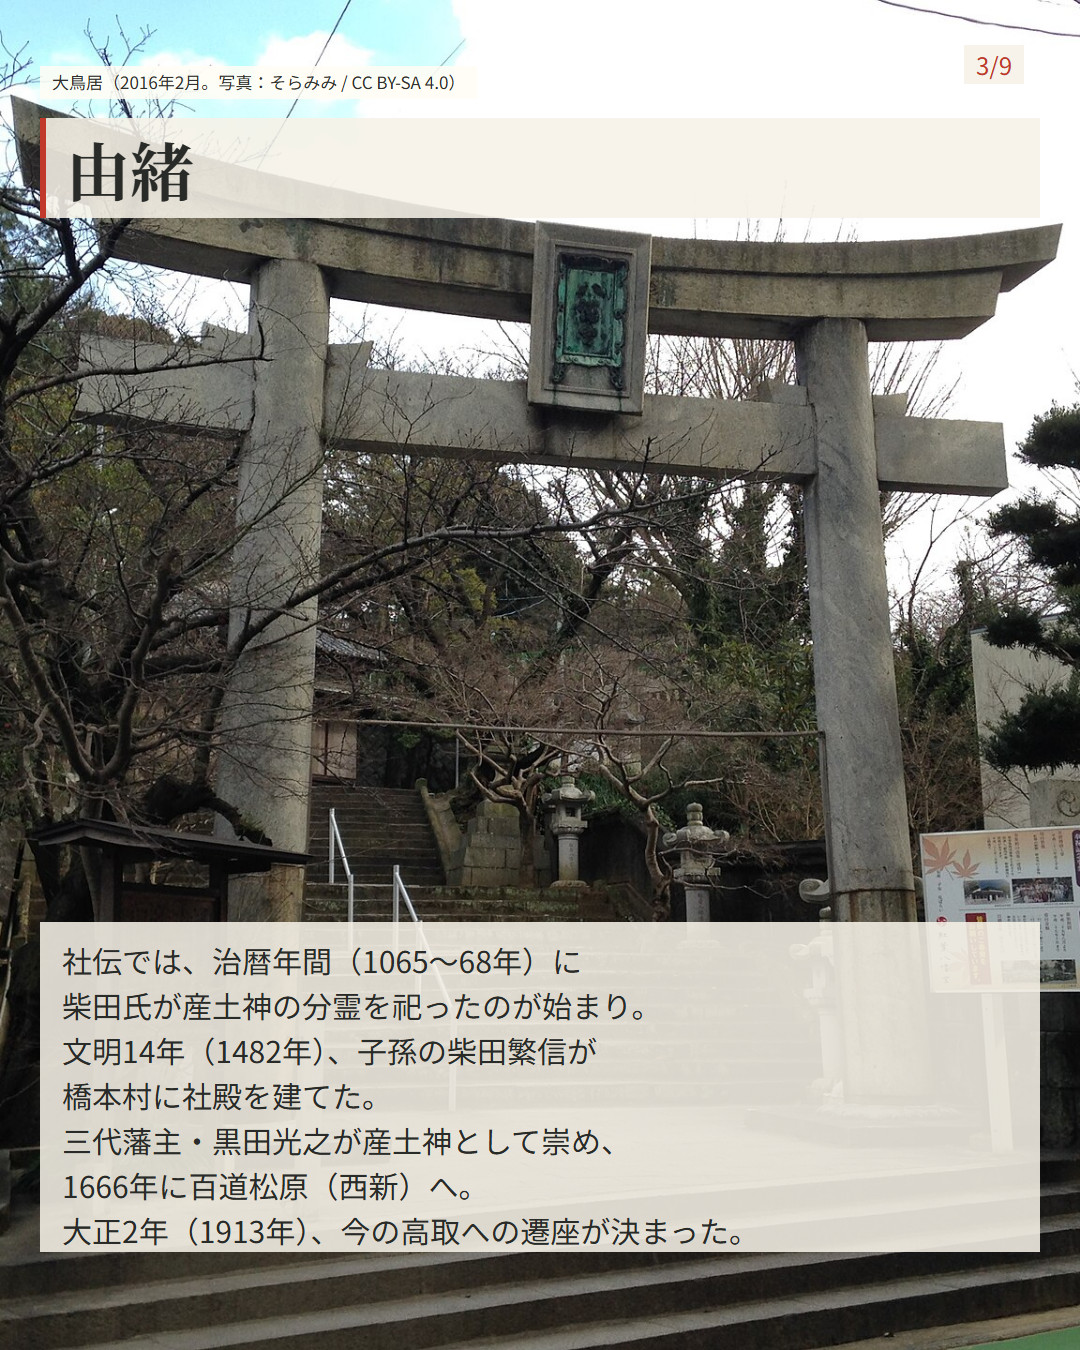 大鳥居（2016年2月。写真：そらみみ / CC BY-SA 4.0）
3/9
由緒
社伝では、治暦年間（1065〜68年）に
柴田氏が産土神の分霊を祀ったのが始まり。
文明14年（1482年）、子孫の柴田繁信が
橋本村に社殿を建てた。
三代藩主・黒田光之が産土神として崇め、
1666年に百道松原（西新）へ。
大正2年（1913年）、今の高取への遷座が決まった。